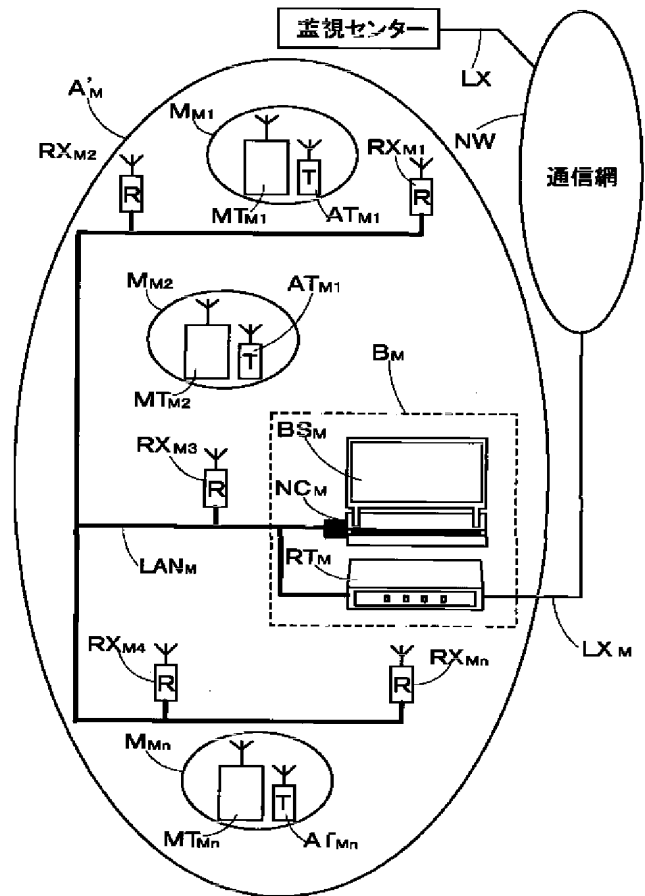 監視センター
LX
A'M
MM1
NW
RXM2
RXM1
R
T
R
通信網
MTM1
ATM1
MM2
ATM1
T
BM
MTM2
BSM
RXM3
NCM
R
RTM
LANM
LXM
RXM4
RXMn
R
R
MMn
T
MTMn
ATMn